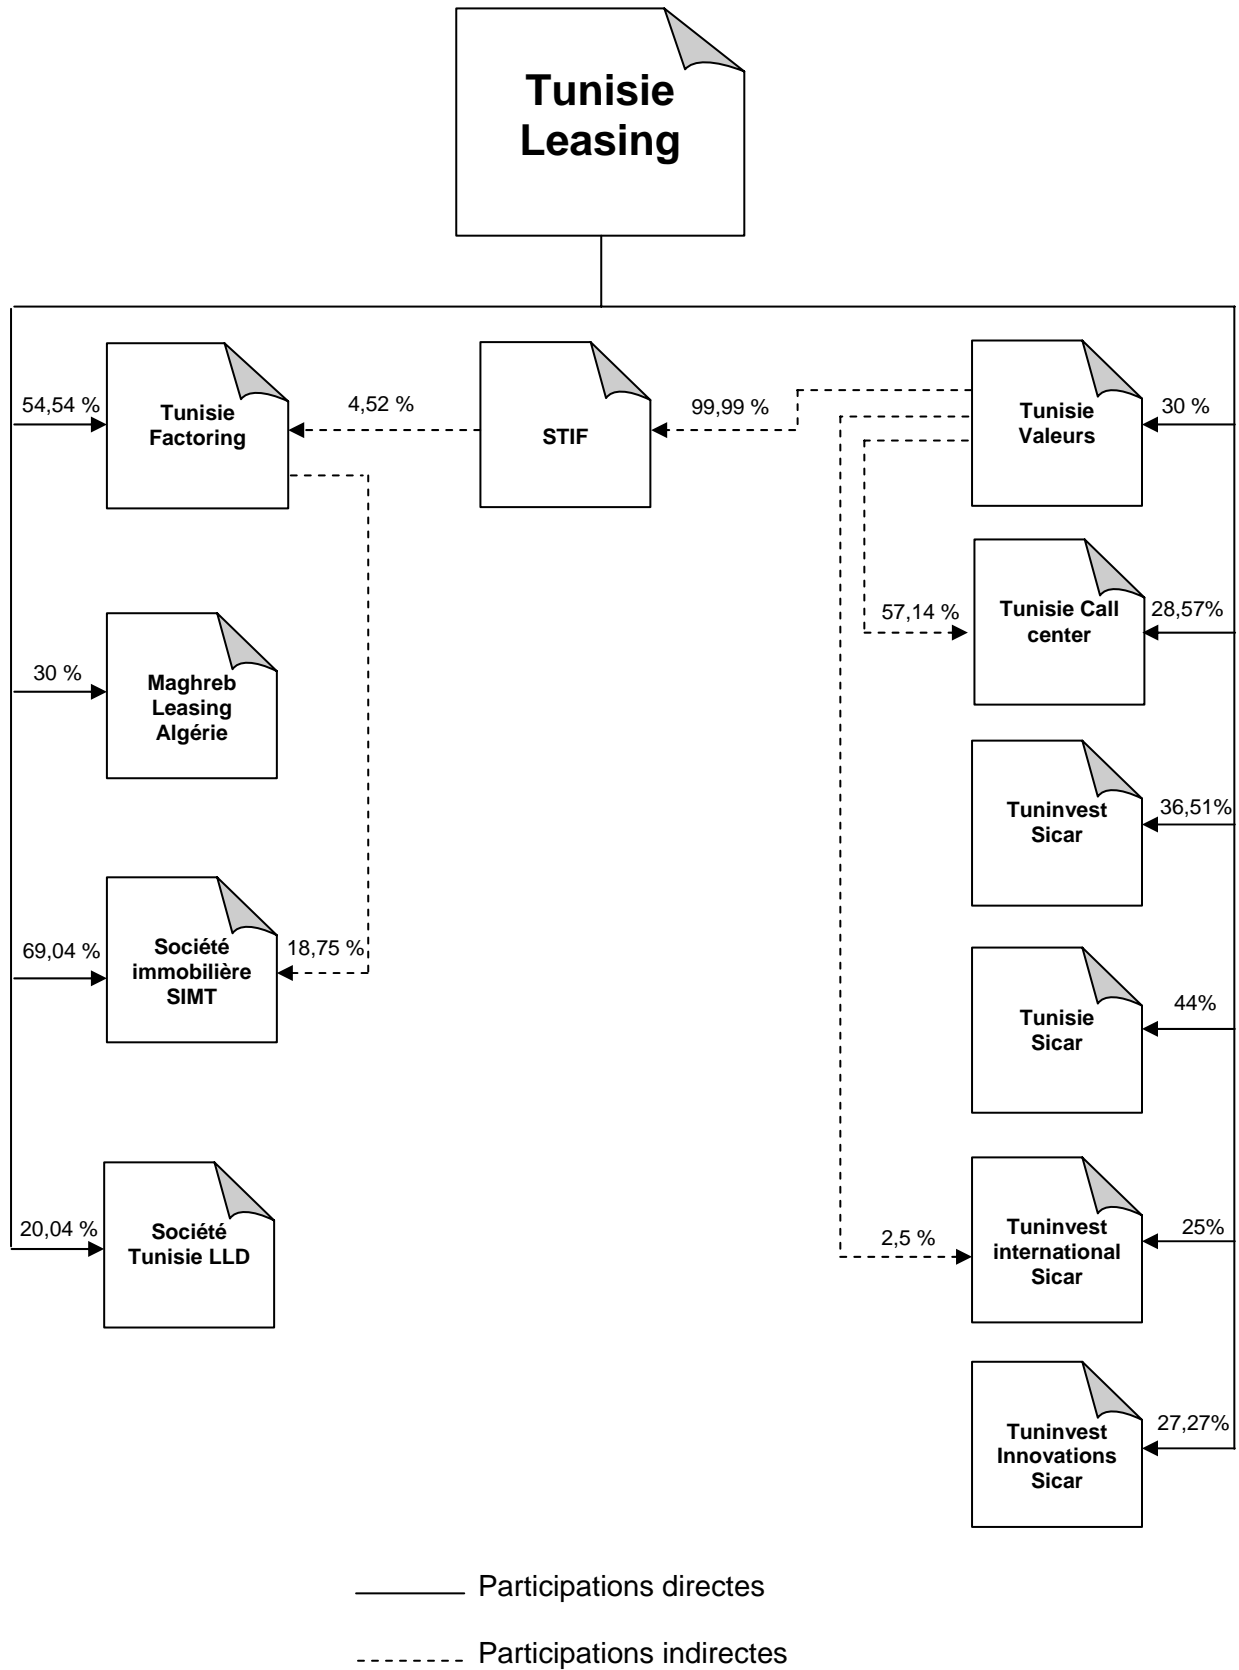 Tunisie
Leasing
54,54 %
Tunisie
Factoring
4,52 %
STIF
99,99 %
Tunisie
Valeurs
30 %
57,14 %
Tunisie Call
center
28,57%
30 %
Maghreb
Leasing
Algérie
Tuninvest
Sicar
36,51%
69,04 %
Société
immobilière
SIMT
18,75 %
Tunisie
Sicar
44%
20,04 %
Société
Tunisie LLD
2,5 %
Tuninvest
international
Sicar
25%
Tuninvest
Innovations
Sicar
27,27%
Participations directes
Participations indirectes